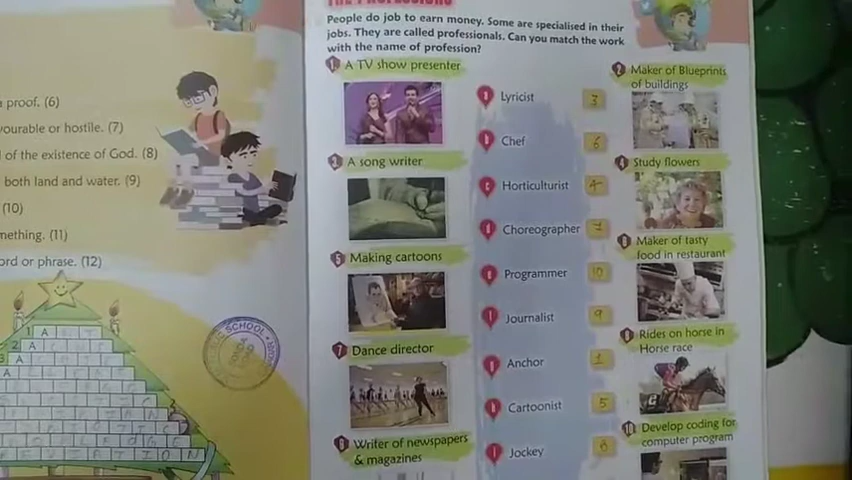 People do job to earn money. Some are specialised in their
jobs. They are called professionals. Can you match the work
with the name of profession?
a proof. (6)
vourable or hostile. (7)
l of the existence of God. (8)
both land and water. (9)
(10)
mething. (11)
ord or phrase. (12)
1 A
2 A
3 A
A
SCHOOL
1. A TV show presenter
3. A song writer
5 Making cartoons
7 Dance director
9 Writer of newspapers
& magazines
a Lyricist 3
b Chef 6
c Horticulturist 4
d Choreographer 7
e Programmer 10
f Journalist 9
g Anchor 1
h Cartoonist 5
i Jockey 8
2 Maker of Blueprints
of buildings
4 Study flowers
6 Maker of tasty
food in restaurant
8 Rides on horse in
Horse race
10 Develop coding for
computer program